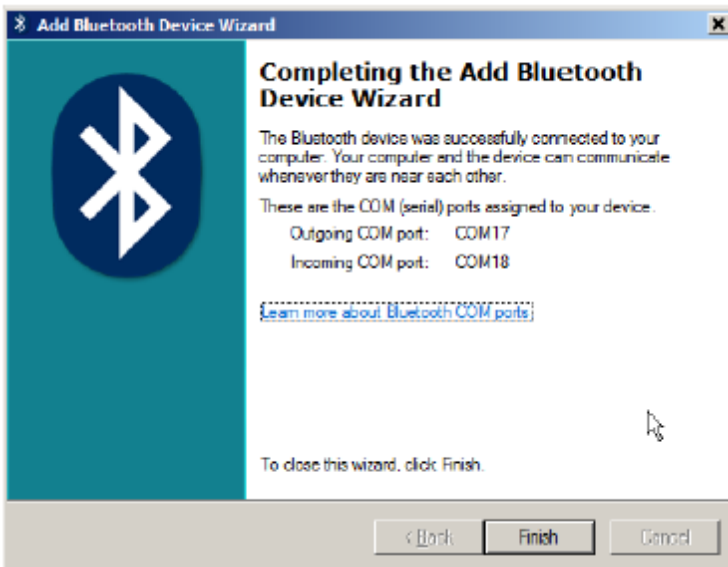 Add Bluetooth Device Wizard
Completing the Add Bluetooth
Device Wizard
The Bluetooth device was successfully connected to your
computer. Your computer and the device can communicate
whenever they are near each other.
These are the COM (serial) ports assigned to your device.
Outgoing COM port: COM17
Incoming COM port: COM18
Learn more about Bluetooth COM ports
To close this wizard, click Finish.
< Back Finish Cancel